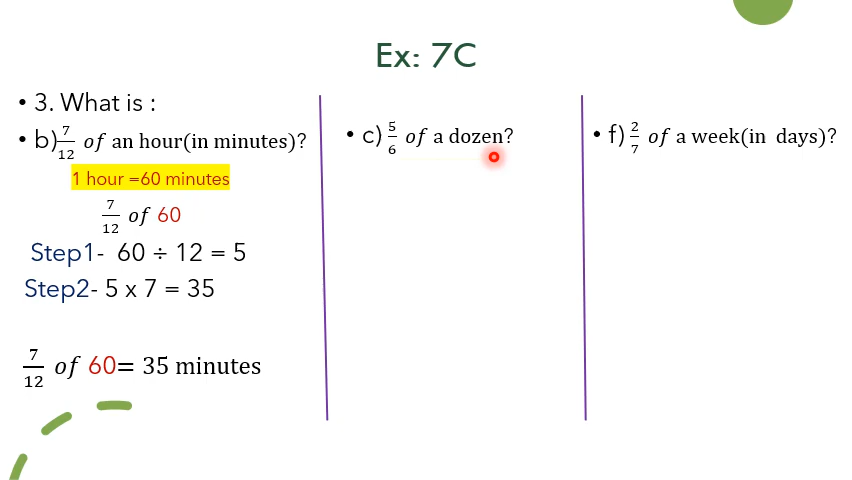 Ex: 7C
• 3. What is :
• b) 7/12 of an hour(in minutes)?
1 hour =60 minutes
7/12 of 60
Step1- 60 ÷ 12 = 5
Step2- 5 x 7 = 35
7/12 of 60= 35 minutes
• c) 5/6 of a dozen?
• f) 2/7 of a week(in days)?